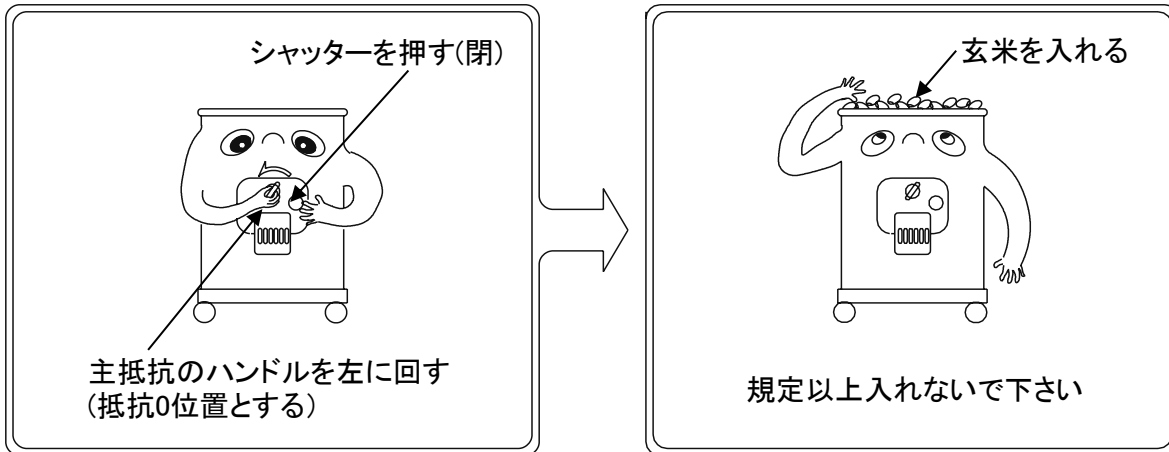 シャッターを押す(閉)
主抵抗のハンドルを左に回す
(抵抗0位置とする)
玄米を入れる
規定以上入れないで下さい